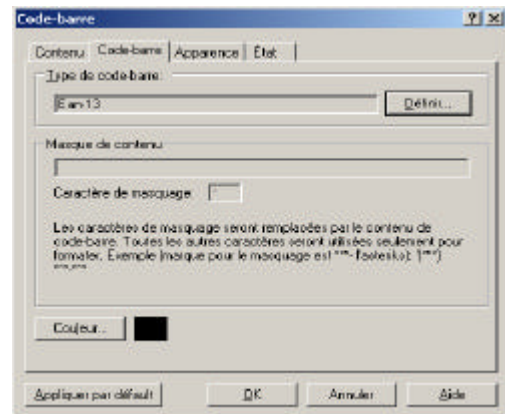 Code-barre
Contenu Code-barre Apparence État
Type de code-barre:
Ean-13 Définir...
Masque de contenu
Caractère de masquage:
Les caractères de masquage seront remplacées par le contenu de
code-barre. Toutes les autres caractères seront utilisées seulement pour
formater. Exemple (marque pour le masquage est
Couleur...
Appliquer par défault OK Annuler Aide